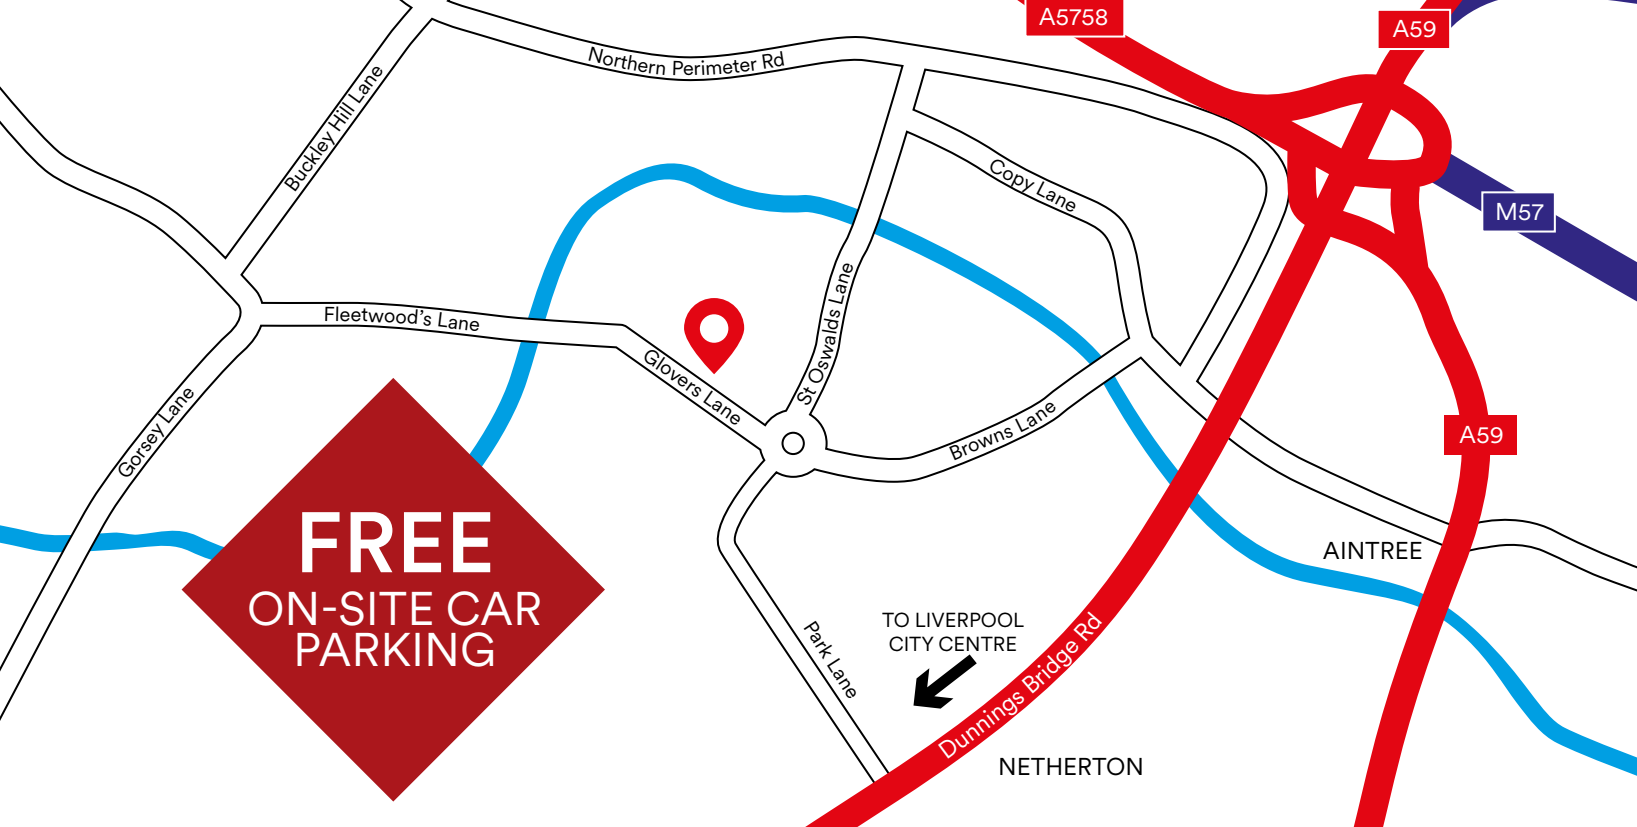 A5758
A59
Northern Perimeter Rd
Buckley Hill Lane
Copy Lane
M57
St Oswalds Lane
Fleetwood's Lane
Glovers Lane
Gorsey Lane
Browns Lane
A59
FREE
ON-SITE CAR
PARKING
AINTREE
TO LIVERPOOL
CITY CENTRE
Park Lane
Dunnings Bridge Rd
NETHERTON